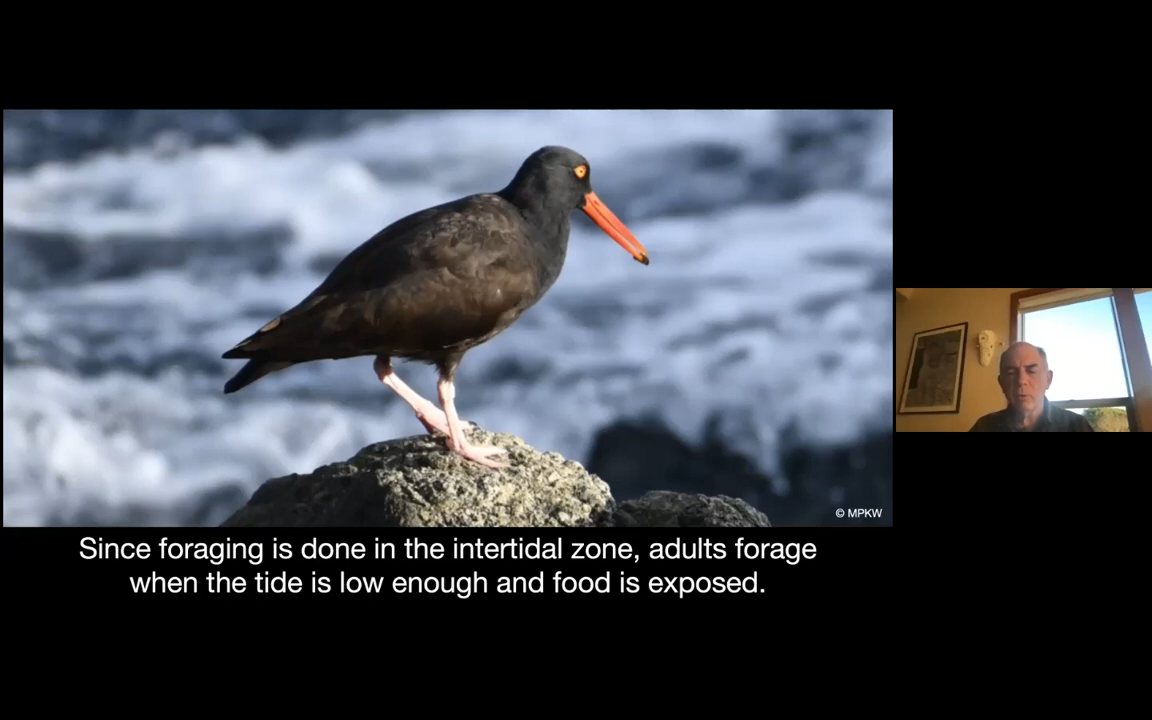 © MPKW
Since foraging is done in the intertidal zone, adults forage
when the tide is low enough and food is exposed.